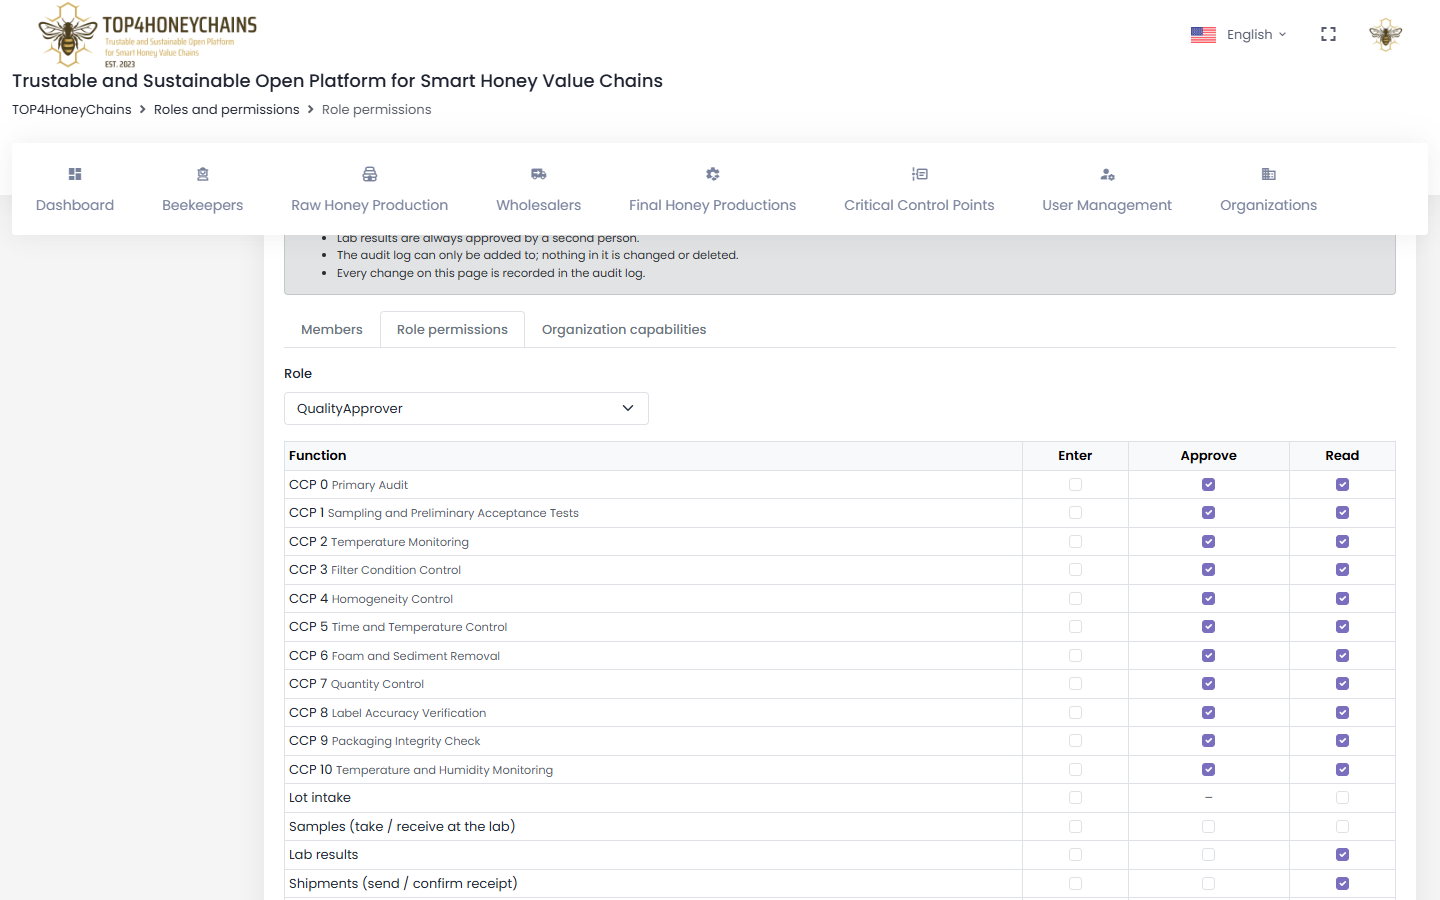 TOP4HONEYCHAINS
Trustable and Sustainable Open Platform
for Smart Honey Value Chains
EST. 2023
English
Trustable and Sustainable Open Platform for Smart Honey Value Chains
TOP4HoneyChains > Roles and permissions > Role permissions
Dashboard Beekeepers Raw Honey Production Wholesalers Final Honey Productions Critical Control Points User Management Organizations
Lab results are always approved by a second person.
The audit log can only be added to; nothing in it is changed or deleted.
Every change on this page is recorded in the audit log.
Members Role permissions Organization capabilities
Role
QualityApprover
Function Enter Approve Read
CCP 0 Primary Audit
CCP 1 Sampling and Preliminary Acceptance Tests
CCP 2 Temperature Monitoring
CCP 3 Filter Condition Control
CCP 4 Homogeneity Control
CCP 5 Time and Temperature Control
CCP 6 Foam and Sediment Removal
CCP 7 Quantity Control
CCP 8 Label Accuracy Verification
CCP 9 Packaging Integrity Check
CCP 10 Temperature and Humidity Monitoring
Lot intake –
Samples (take / receive at the lab)
Lab results
Shipments (send / confirm receipt)